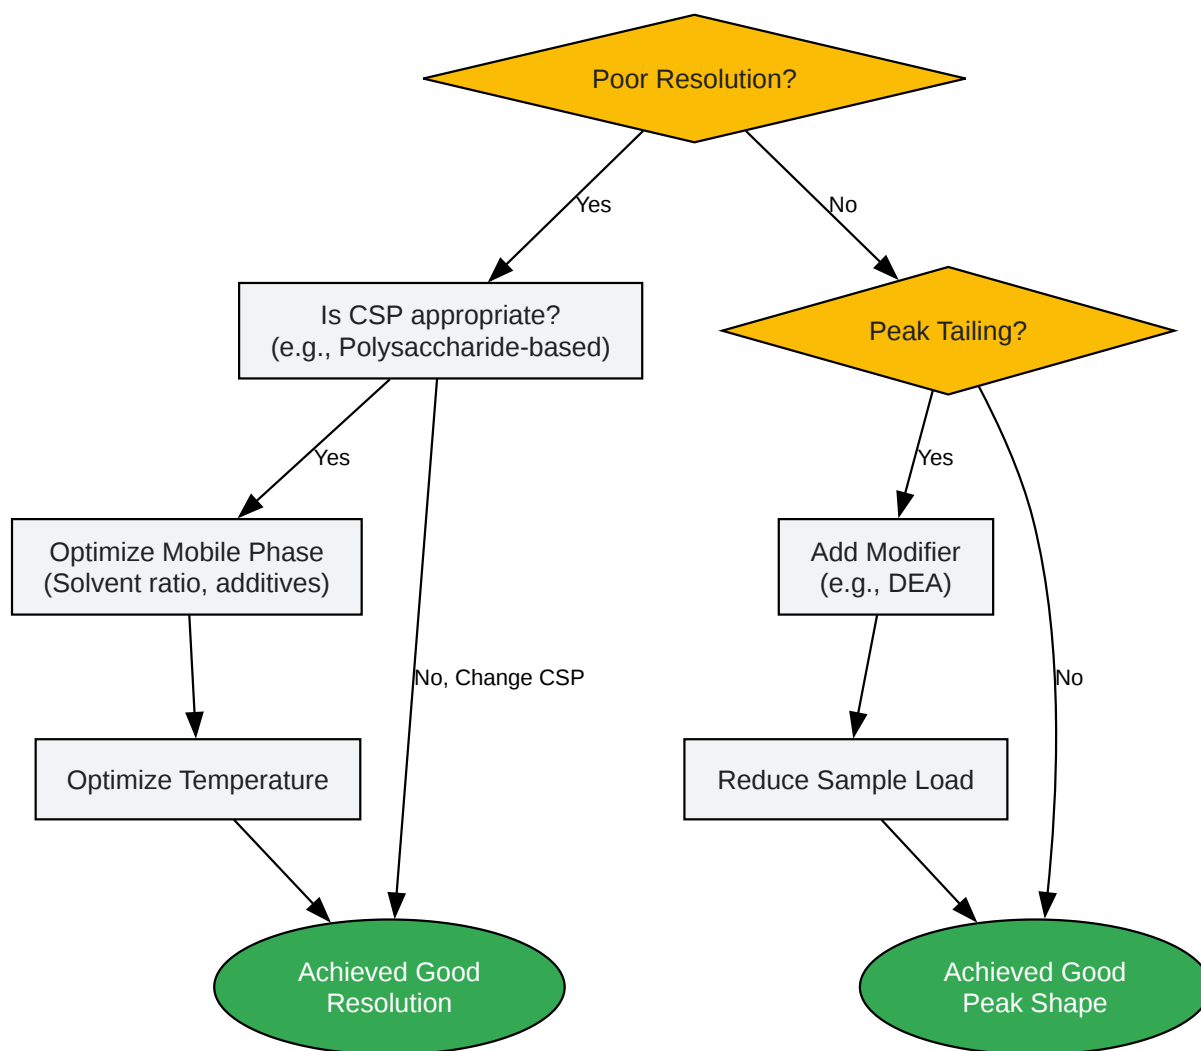 Poor Resolution?
Yes
No
Is CSP appropriate?
(e.g., Polysaccharide-based)
Peak Tailing?
Yes
Yes
Optimize Mobile Phase
(Solvent ratio, additives)
Add Modifier
(e.g., DEA)
No, Change CSP
No
Optimize Temperature
Reduce Sample Load
Achieved Good
Resolution
Achieved Good
Peak Shape